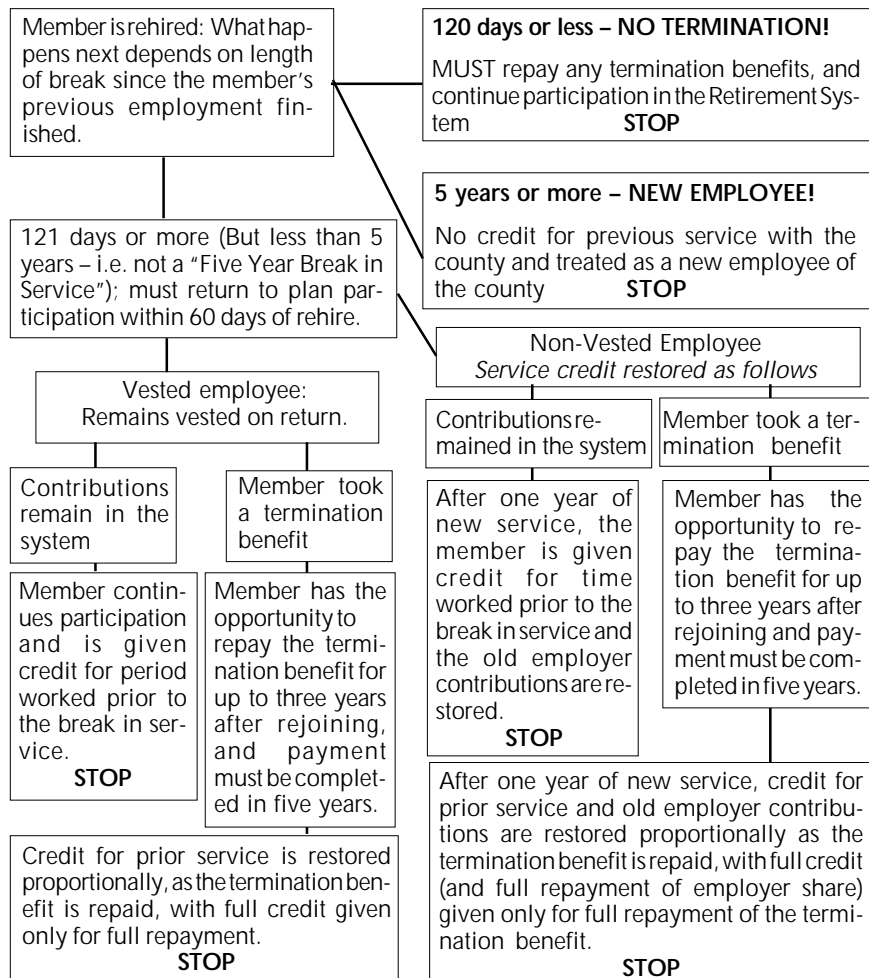 Member is rehired: What hap-
pens next depends on length
of break since the member's
previous employment fin-
ished.
120 days or less – NO TERMINATION!
MUST repay any termination benefits, and
continue participation in the Retirement Sys-
tem STOP
5 years or more – NEW EMPLOYEE!
No credit for previous service with the
county and treated as a new employee of
the county STOP
121 days or more (But less than 5
years – i.e. not a "Five Year Break in
Service"); must return to plan par-
ticipation within 60 days of rehire.
Non-Vested Employee
Service credit restored as follows
Vested employee:
Remains vested on return.
Contributions re-
mained in the system
Member took a ter-
mination benefit
Contributions
remain in the
system
Member took
a termination
benefit
After one year of
new service, the
member is given
credit for time
worked prior to the
break in service and
the old employer
contributions are re-
stored.
STOP
Member has the
opportunity to re-
pay the termina-
tion benefit for up
to three years after
rejoining and pay-
ment must be com-
pleted in five years.
Member contin-
ues participation
and is given
credit for period
worked prior to
the break in ser-
vice.
STOP
Member has the
opportunity to
repay the termi-
nation benefit for
up to three years
after rejoining,
and payment
must be complet-
ed in five years.
Credit for prior service is restored
proportionally, as the termination ben-
efit is repaid, with full credit given
only for full repayment.
STOP
After one year of new service, credit for
prior service and old employer contribu-
tions are restored proportionally as the
termination benefit is repaid, with full credit
(and full repayment of employer share)
given only for full repayment of the termi-
nation benefit.
STOP